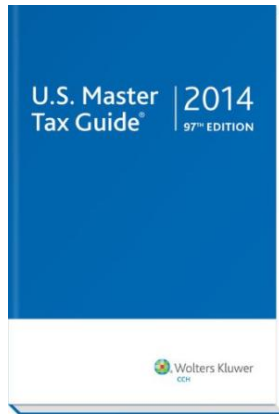 U.S. Master
Tax Guide®
2014
97TH EDITION
Wolters Kluwer
CCH